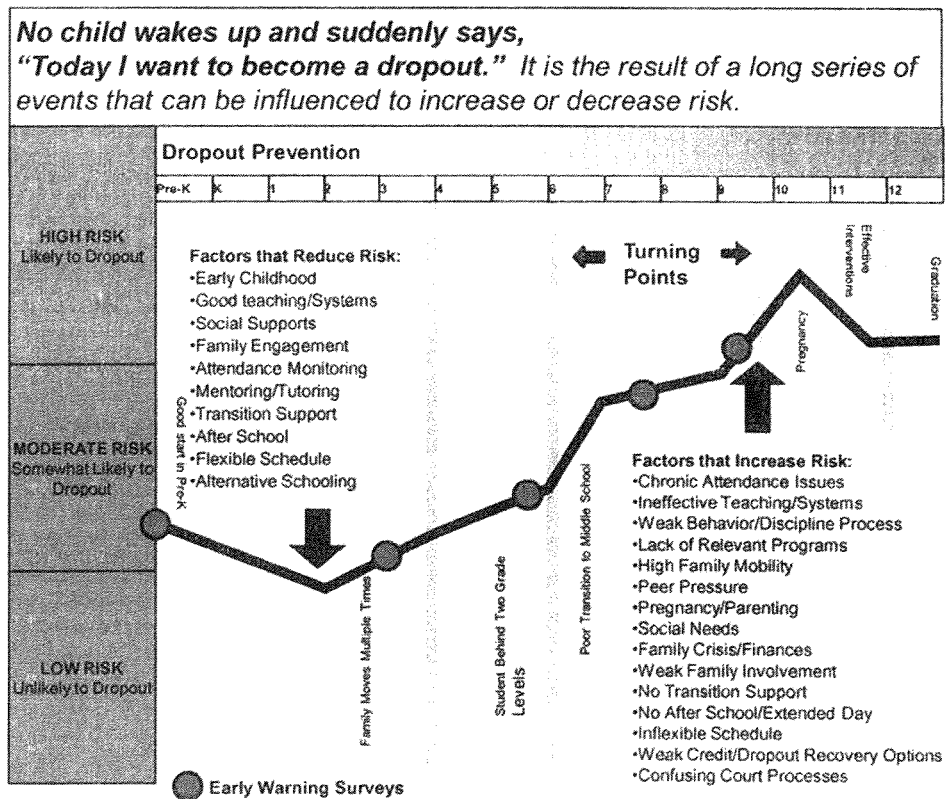 No child wakes up and suddenly says,
“Today I want to become a dropout.” It is the result of a long series of
events that can be influenced to increase or decrease risk.
Dropout Prevention
Pre-K K 1 2 3 4 5 6 7 8 9 10 11 12
HIGH RISK
Likely to Dropout
MODERATE RISK
Somewhat Likely to
Dropout
LOW RISK
Unlikely to Dropout
Good start in Pre-K
Factors that Reduce Risk:
•Early Childhood
•Good teaching/Systems
•Social Supports
•Family Engagement
•Attendance Monitoring
•Mentoring/Tutoring
•Transition Support
•After School
•Flexible Schedule
•Alternative Schooling
Family Moves Multiple Times
Student Behind Two Grade
Levels
Poor Transition to Middle School
Turning
Points
Pregnancy
Effective
Interventions
Graduation
Factors that Increase Risk:
•Chronic Attendance Issues
•Ineffective Teaching/Systems
•Weak Behavior/Discipline Process
•Lack of Relevant Programs
•High Family Mobility
•Peer Pressure
•Pregnancy/Parenting
•Social Needs
•Family Crisis/Finances
•Weak Family Involvement
•No Transition Support
•No After School/Extended Day
•Inflexible Schedule
•Weak Credit/Dropout Recovery Options
•Confusing Court Processes
Early Warning Surveys